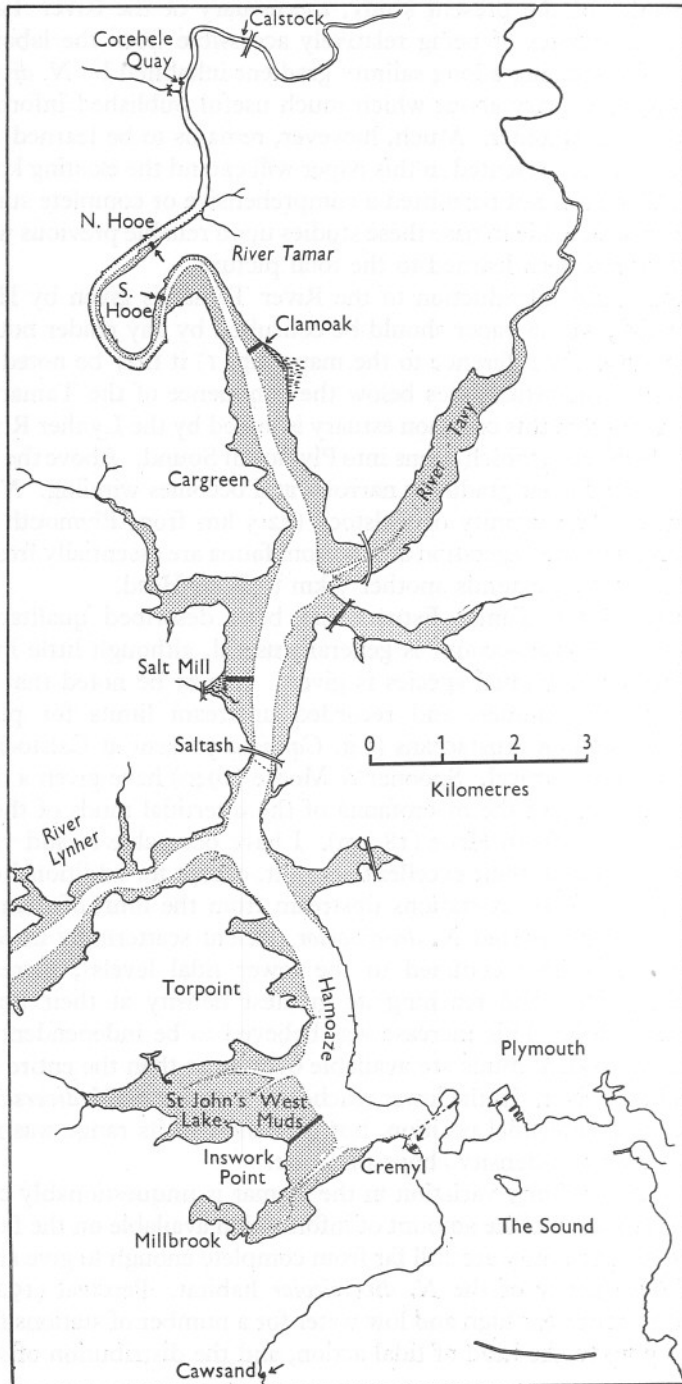 Calstock
Cotehele
Quay
N. Hooe
River Tamar
S.
Hooe
Clamoak
River Tavy
Cargreen
Salt Mill
Saltash
0 1 2 3
Kilometres
River
Lynher
Torpoint
Hamoaze
Plymouth
St John's West
Lake Muds
Inswork
Point
Cremyl
Millbrook
The Sound
Cawsand